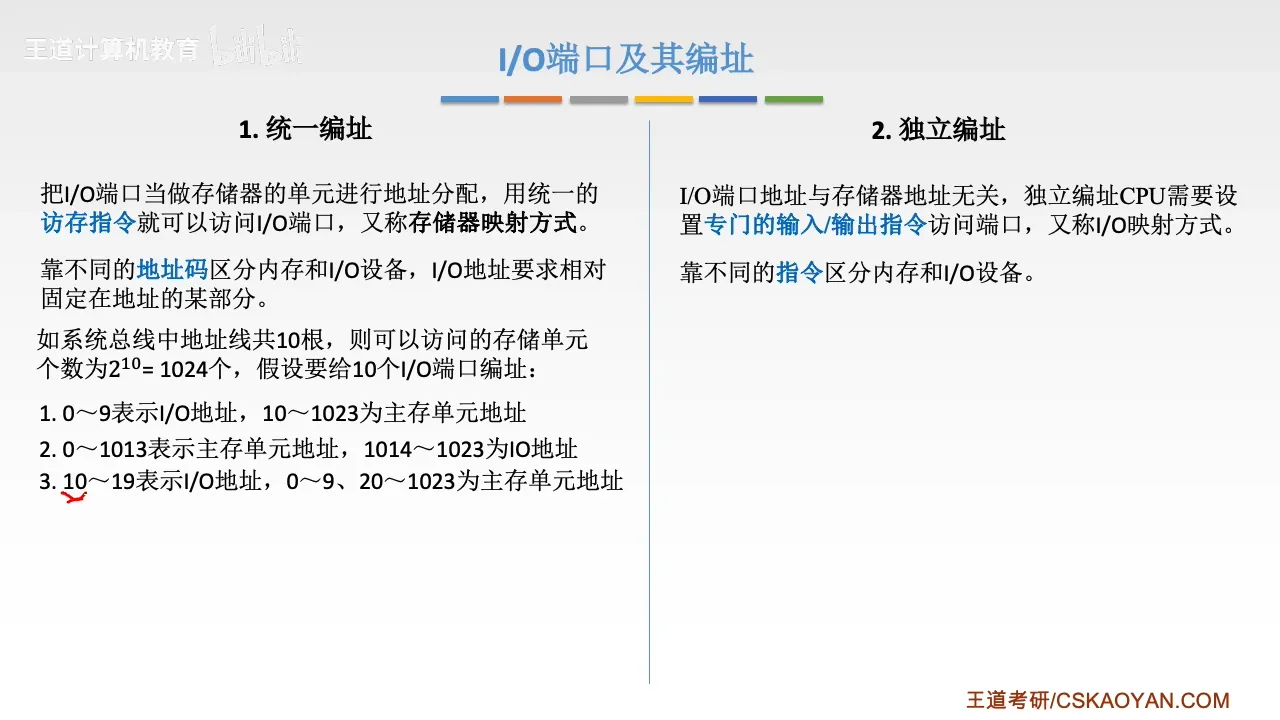 王道计算机教育 bilibili
I/O端口及其编址
1. 统一编址
把I/O端口当做存储器的单元进行地址分配，用统一的
访存指令就可以访问I/O端口，又称存储器映射方式。
靠不同的地址码区分内存和I/O设备，I/O地址要求相对
固定在地址的某部分。
如系统总线中地址线共10根，则可以访问的存储单元
个数为2¹⁰= 1024个，假设要给10个I/O端口编址：
1. 0～9表示I/O地址，10～1023为主存单元地址
2. 0～1013表示主存单元地址，1014～1023为IO地址
3. 10～19表示I/O地址，0～9、20～1023为主存单元地址
2. 独立编址
I/O端口地址与存储器地址无关，独立编址CPU需要设
置专门的输入/输出指令访问端口，又称I/O映射方式。
靠不同的指令区分内存和I/O设备。
王道考研/CSKAOYAN.COM